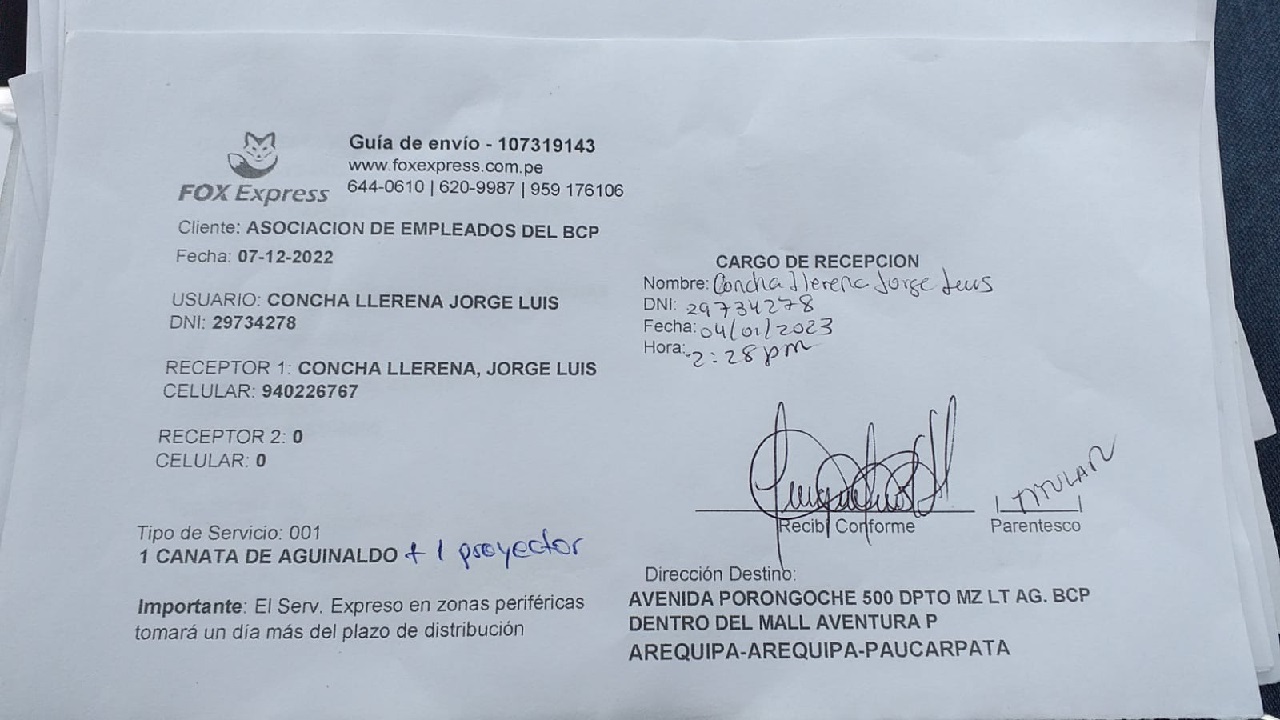 Guía de envío - 107319143
www.foxexpress.com.pe
644-0610 | 620-9987 | 959 176106
FOX Express
Cliente: ASOCIACION DE EMPLEADOS DEL BCP
Fecha: 07-12-2022
USUARIO: CONCHA LLERENA JORGE LUIS
DNI: 29734278
RECEPTOR 1: CONCHA LLERENA, JORGE LUIS
CELULAR: 940226767
RECEPTOR 2: 0
CELULAR: 0
Tipo de Servicio: 001
1 CANATA DE AGUINALDO + 1 proyector
Importante: El Serv. Expreso en zonas periféricas
tomará un día más del plazo de distribución
CARGO DE RECEPCION
Nombre: Concha Llerena Jorge Luis
DNI: 29734278
Fecha: 04/01/2023
Hora: 2:28pm
TITULAR
Recibí Conforme Parentesco
Dirección Destino:
AVENIDA PORONGOCHE 500 DPTO MZ LT AG. BCP
DENTRO DEL MALL AVENTURA P
AREQUIPA-AREQUIPA-PAUCARPATA